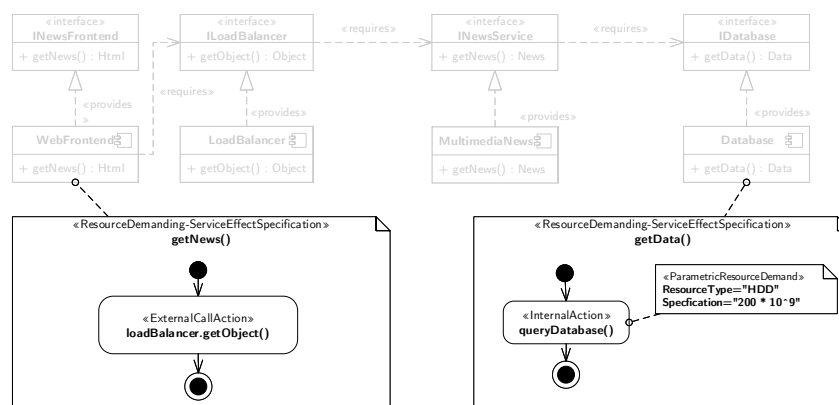 «interface»
INewsFrontend
+ getNews() : Html
«interface»
ILoadBalancer
+ getObject() : Object
«requires»
«interface»
INewsService
+ getNews() : News
«requires»
«interface»
IDatabase
+ getData() : Data
«requires»
«provides
»
«provides»
«provides»
«provides»
WebFrontend
+ getNews() : Html
LoadBalancer
+ getObject() : Object
MultimediaNews
+ getNews() : News
Database
+ getData() : Data
«ResourceDemanding-ServiceEffectSpecification»
getNews()
«ExternalCallAction»
loadBalancer.getObject()
«ResourceDemanding-ServiceEffectSpecification»
getData()
«ParametricResourceDemand»
ResourceType="HDD"
Specfication="200 * 10^9"
«InternalAction»
queryDatabase()